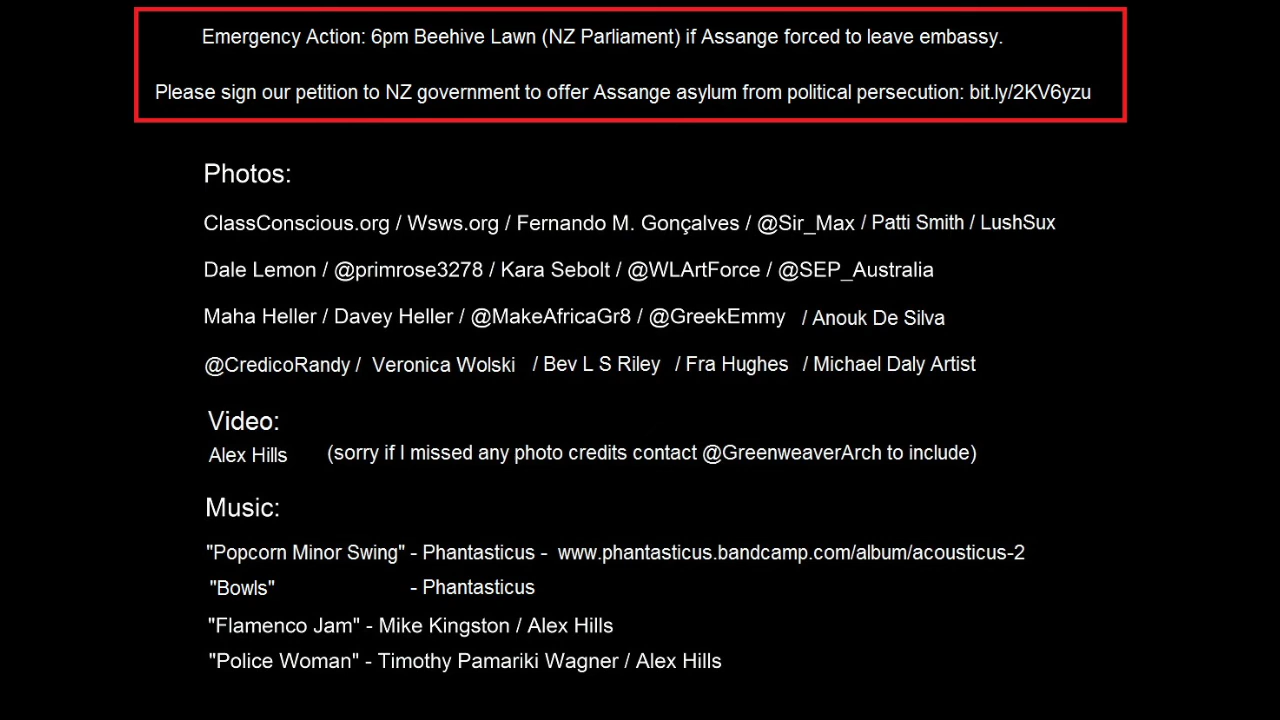 Emergency Action: 6pm Beehive Lawn (NZ Parliament) if Assange forced to leave embassy.
Please sign our petition to NZ government to offer Assange asylum from political persecution: bit.ly/2KV6yzu
Photos:
ClassConscious.org / Wsws.org / Fernando M. Gonçalves / @Sir_Max / Patti Smith / LushSux
Dale Lemon / @primrose3278 / Kara Sebolt / @WLArtForce / @SEP_Australia
Maha Heller / Davey Heller / @MakeAfricaGr8 / @GreekEmmy / Anouk De Silva
@CredicoRandy / Veronica Wolski / Bev L S Riley / Fra Hughes / Michael Daly Artist
Video:
Alex Hills (sorry if I missed any photo credits contact @GreenweaverArch to include)
Music:
"Popcorn Minor Swing" - Phantasticus - www.phantasticus.bandcamp.com/album/acousticus-2
"Bowls" - Phantasticus
"Flamenco Jam" - Mike Kingston / Alex Hills
"Police Woman" - Timothy Pamariki Wagner / Alex Hills